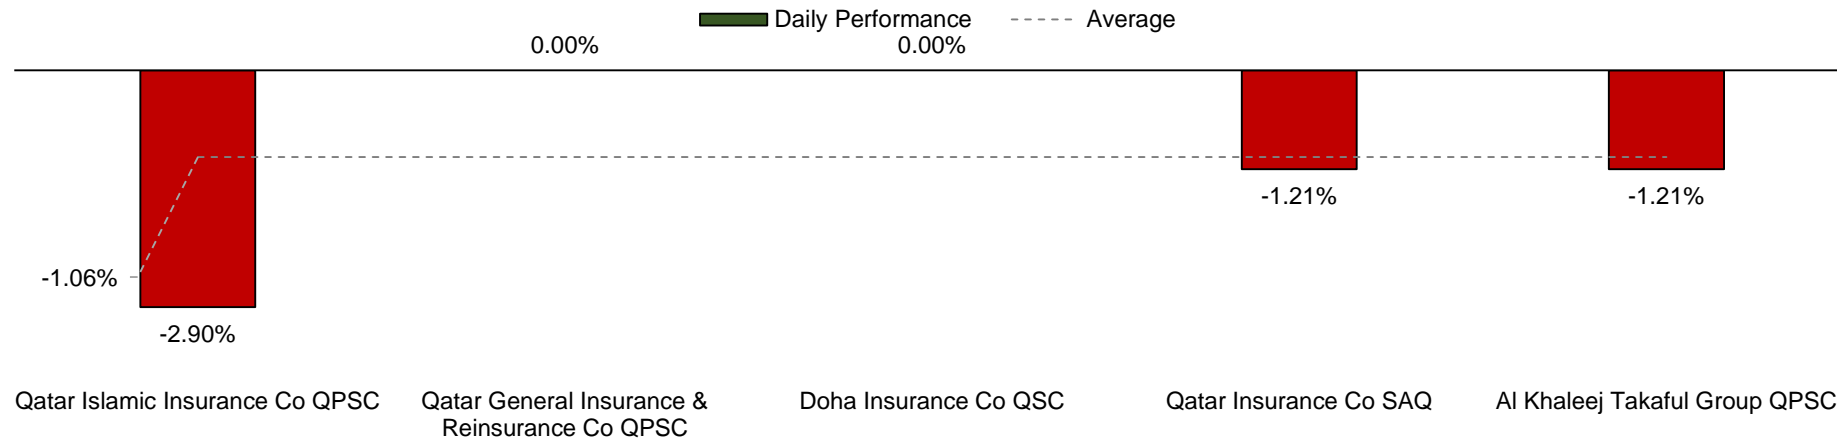 Daily Performance
Average
0.00%
0.00%
-1.21%
-1.21%
-1.06%
-2.90%
Qatar Islamic Insurance Co QPSC
Qatar General Insurance &
Reinsurance Co QPSC
Doha Insurance Co QSC
Qatar Insurance Co SAQ
Al Khaleej Takaful Group QPSC